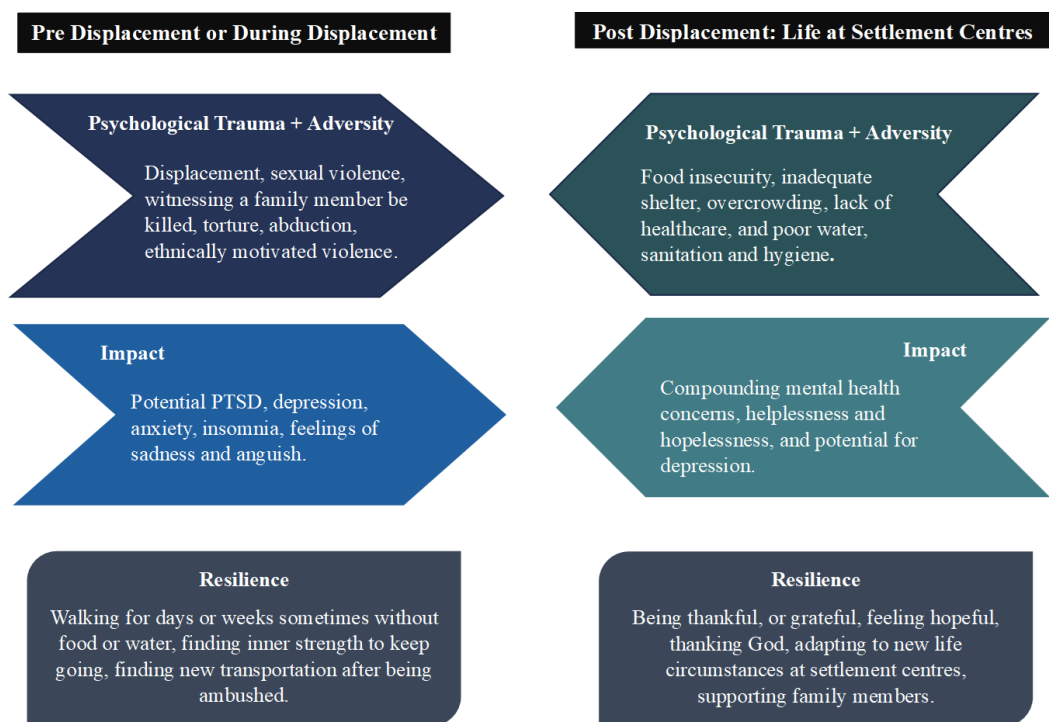 Pre Displacement or During Displacement
Psychological Trauma + Adversity
Displacement, sexual violence,
witnessing a family member be
killed, torture, abduction,
ethnically motivated violence.
Impact
Potential PTSD, depression,
anxiety, insomnia, feelings of
sadness and anguish.
Resilience
Walking for days or weeks sometimes without
food or water, finding inner strength to keep
going, finding new transportation after being
ambushed.
Post Displacement: Life at Settlement Centres
Psychological Trauma + Adversity
Food insecurity, inadequate
shelter, overcrowding, lack of
healthcare, and poor water,
sanitation and hygiene.
Impact
Compounding mental health
concerns, helplessness and
hopelessness, and potential for
depression.
Resilience
Being thankful, or grateful, feeling hopeful,
thanking God, adapting to new life
circumstances at settlement centres,
supporting family members.